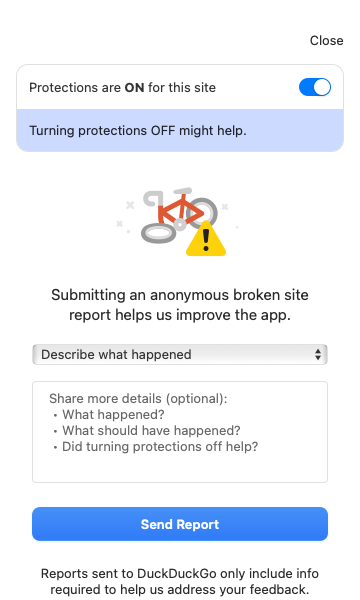 Close
Protections are ON for this site
Turning protections OFF might help.
Submitting an anonymous broken site
report helps us improve the app.
Describe what happened
Share more details (optional):
• What happened?
• What should have happened?
• Did turning protections off help?
Send Report
Reports sent to DuckDuckGo only include info
required to help us address your feedback.